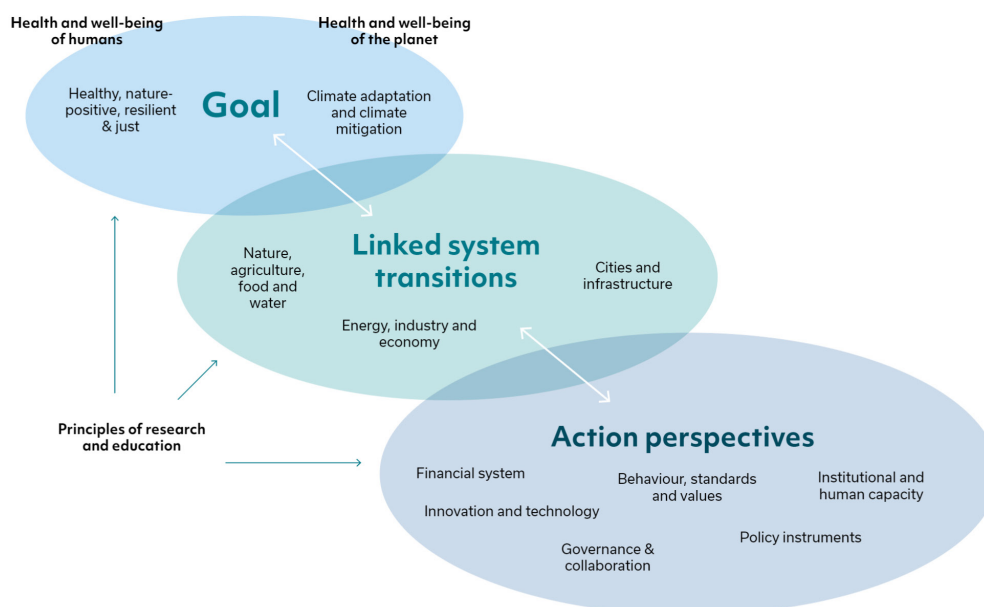 Health and well-being
of humans
Health and well-being
of the planet
Healthy, nature-
positive, resilient
& just
Goal
Climate adaptation
and climate
mitigation
Nature,
agriculture,
food and
water
Linked system
transitions
Cities and
infrastructure
Energy, industry and
economy
Principles of research
and education
Action perspectives
Financial system
Behaviour, standards
and values
Institutional and
human capacity
Innovation and technology
Governance &
collaboration
Policy instruments